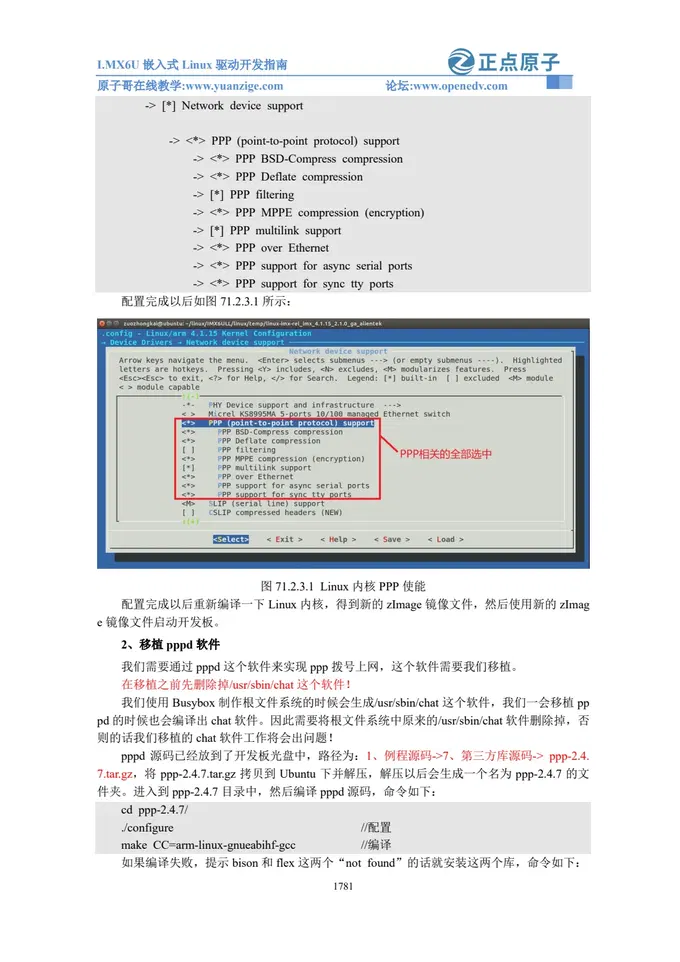 I.MX6U 嵌入式 Linux 驱动开发指南
正点原子
原子哥在线教学:www.yuanzige.com 论坛:www.openedv.com
-> [*] Network device support
-> <*> PPP (point-to-point protocol) support
-> <*> PPP BSD-Compress compression
-> <*> PPP Deflate compression
-> [*] PPP filtering
-> <*> PPP MPPE compression (encryption)
-> [*] PPP multilink support
-> <*> PPP over Ethernet
-> <*> PPP support for async serial ports
-> <*> PPP support for sync tty ports
配置完成以后如图 71.2.3.1 所示：
zuozhongkai@ubuntu: ~/linux/IMX6ULL/linux/temp/linux-imx-rel_imx_4.1.15_2.1.0_ga_alientek
.config - Linux/arm 4.1.15 Kernel Configuration
→ Device Drivers → Network device support
Network device support
Arrow keys navigate the menu. <Enter> selects submenus ---> (or empty submenus ----). Highlighted
letters are hotkeys. Pressing <Y> includes, <N> excludes, <M> modularizes features. Press
<Esc><Esc> to exit, <?> for Help, </> for Search. Legend: [*] built-in [ ] excluded <M> module
< > module capable
-*- PHY Device support and infrastructure --->
< > Micrel KS8995MA 5-ports 10/100 managed Ethernet switch
<*> PPP (point-to-point protocol) support
<*> PPP BSD-Compress compression
<*> PPP Deflate compression
[ ] PPP filtering
<*> PPP MPPE compression (encryption)
[*] PPP multilink support
<*> PPP over Ethernet
<*> PPP support for async serial ports
<*> PPP support for sync tty ports
<M> SLIP (serial line) support
[ ] CSLIP compressed headers (NEW)
PPP相关的全部选中
<Select> < Exit > < Help > < Save > < Load >
图 71.2.3.1 Linux 内核 PPP 使能
配置完成以后重新编译一下 Linux 内核，得到新的 zImage 镜像文件，然后使用新的 zImag
e 镜像文件启动开发板。
2、移植 pppd 软件
我们需要通过 pppd 这个软件来实现 ppp 拨号上网，这个软件需要我们移植。
在移植之前先删除掉/usr/sbin/chat 这个软件！
我们使用 Busybox 制作根文件系统的时候会生成/usr/sbin/chat 这个软件，我们一会移植 pp
pd 的时候也会编译出 chat 软件。因此需要将根文件系统中原来的/usr/sbin/chat 软件删除掉，否
则的话我们移植的 chat 软件工作将会出问题！
pppd 源码已经放到了开发板光盘中，路径为：1、例程源码->7、第三方库源码-> ppp-2.4.
7.tar.gz，将 ppp-2.4.7.tar.gz 拷贝到 Ubuntu 下并解压，解压以后会生成一个名为 ppp-2.4.7 的文
件夹。进入到 ppp-2.4.7 目录中，然后编译 pppd 源码，命令如下：
cd ppp-2.4.7/
./configure //配置
make CC=arm-linux-gnueabihf-gcc //编译
如果编译失败，提示 bison 和 flex 这两个“not found”的话就安装这两个库，命令如下：
1781